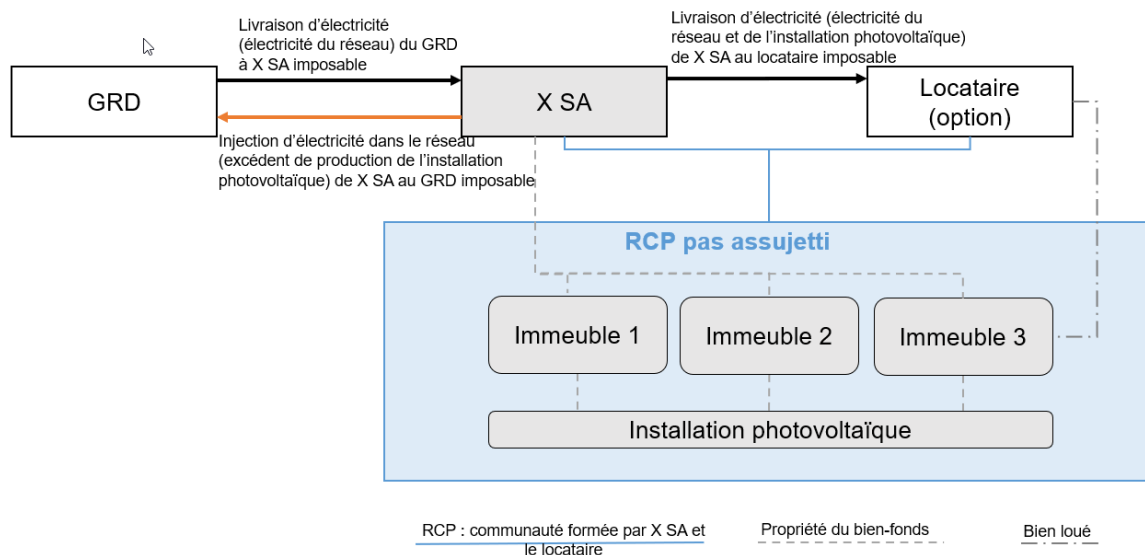 Livraison d’électricité
(électricité du réseau) du GRD
à X SA imposable
Livraison d’électricité (électricité du
réseau et de l’installation photovoltaïque)
de X SA au locataire imposable
GRD
X SA
Locataire
(option)
Injection d’électricité dans le réseau
(excédent de production de l’installation
photovoltaïque) de X SA au GRD imposable
RCP pas assujetti
Immeuble 1
Immeuble 2
Immeuble 3
Installation photovoltaïque
RCP : communauté formée par X SA et
le locataire
Propriété du bien-fonds
Bien loué